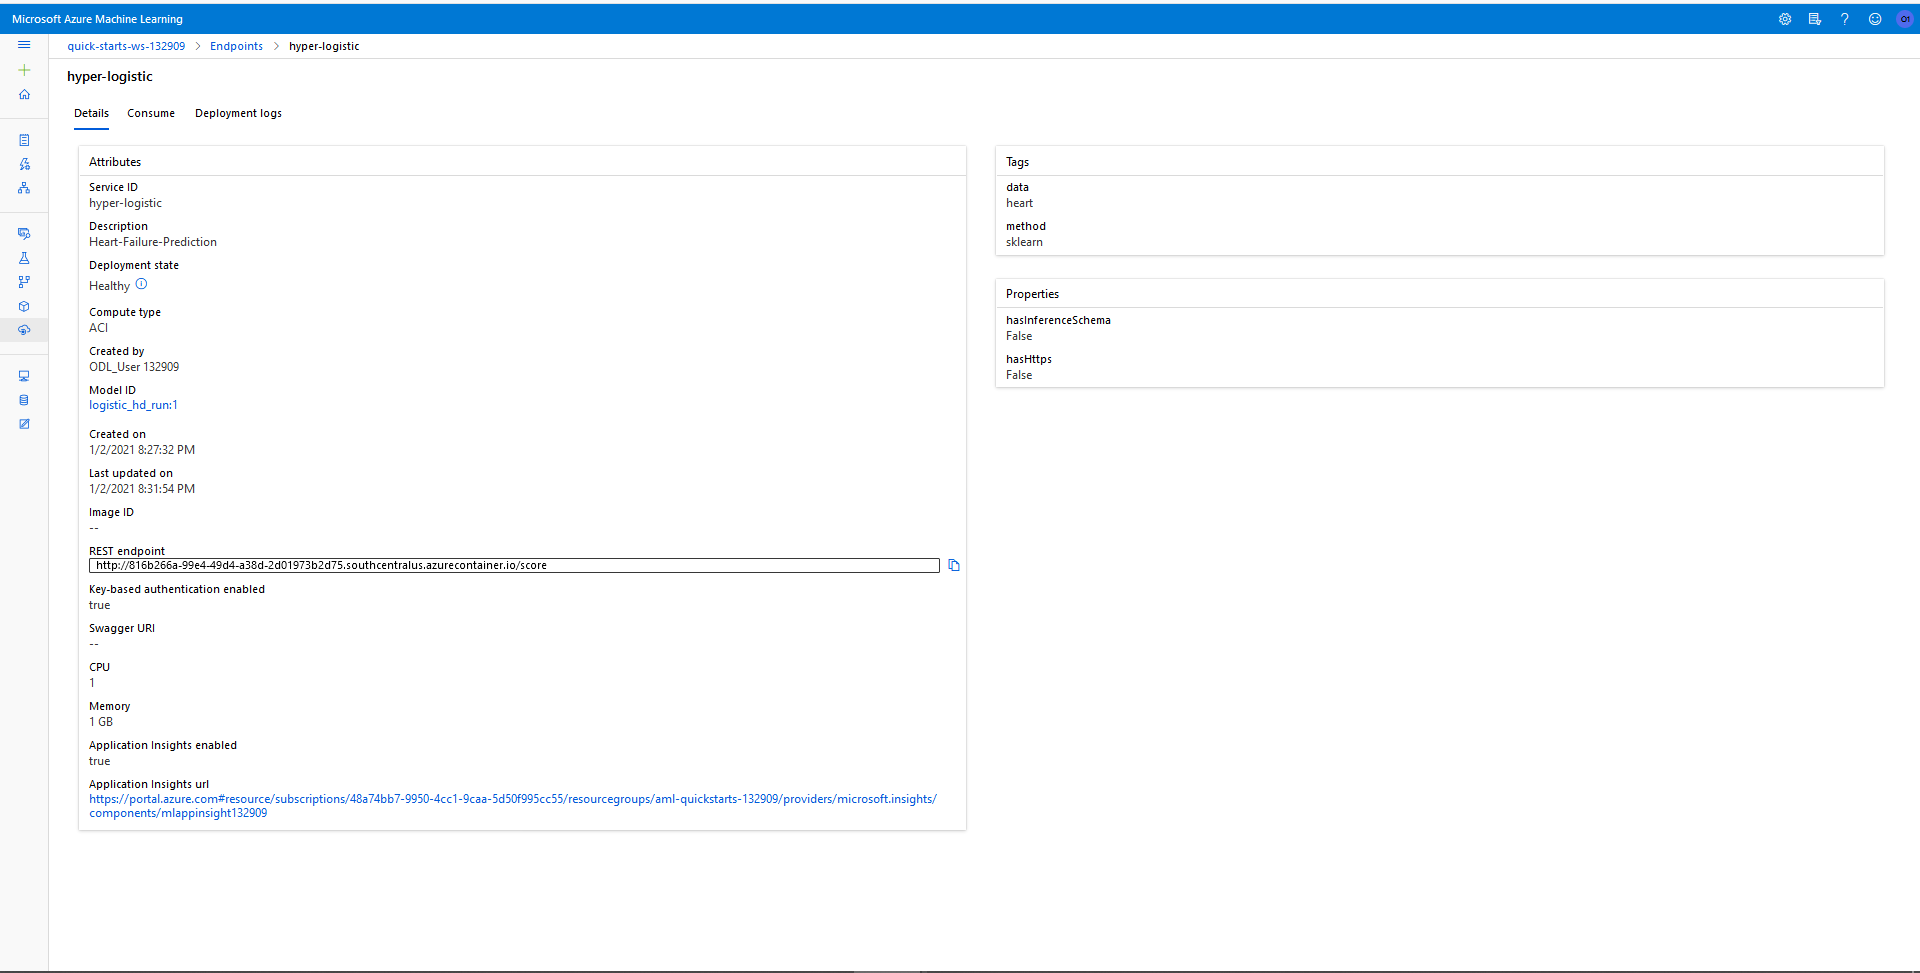 Microsoft Azure Machine Learning
O1
quick-starts-ws-132909 > Endpoints > hyper-logistic
hyper-logistic
Details Consume Deployment logs
Attributes
Service ID
hyper-logistic
Description
Heart-Failure-Prediction
Deployment state
Healthy
Compute type
ACI
Created by
ODL_User 132909
Model ID
logistic_hd_run:1
Created on
1/2/2021 8:27:32 PM
Last updated on
1/2/2021 8:31:54 PM
Image ID
--
REST endpoint
http://816b266a-99e4-49d4-a38d-2d01973b2d75.southcentralus.azurecontainer.io/score
Key-based authentication enabled
true
Swagger URI
--
CPU
1
Memory
1 GB
Application Insights enabled
true
Application Insights url
https://portal.azure.com#resource/subscriptions/48a74bb7-9950-4cc1-9caa-5d50f995cc55/resourcegroups/aml-quickstarts-132909/providers/microsoft.insights/
components/mlappinsight132909
Tags
data
heart
method
sklearn
Properties
hasInferenceSchema
False
hasHttps
False